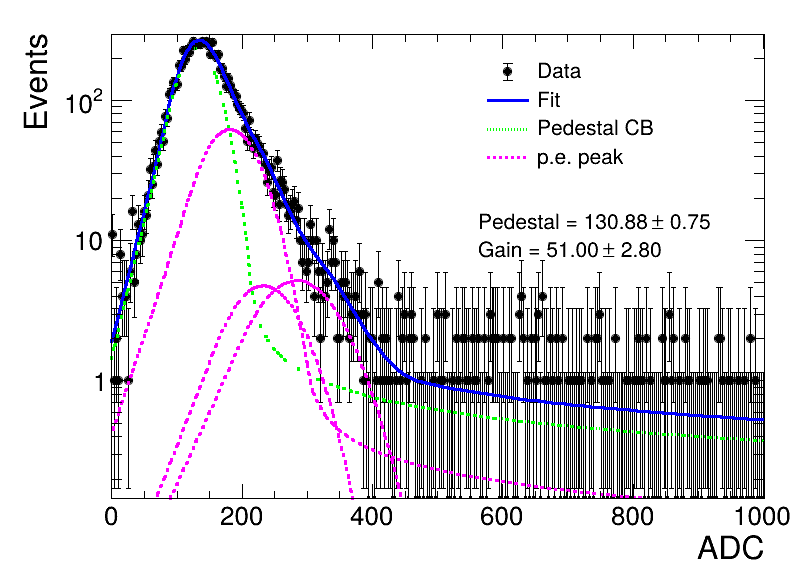 Events
Data
Fit
Pedestal CB
p.e. peak
Pedestal = 130.88 ± 0.75
Gain = 51.00 ± 2.80
10²
10
1
0 200 400 600 800 1000
ADC